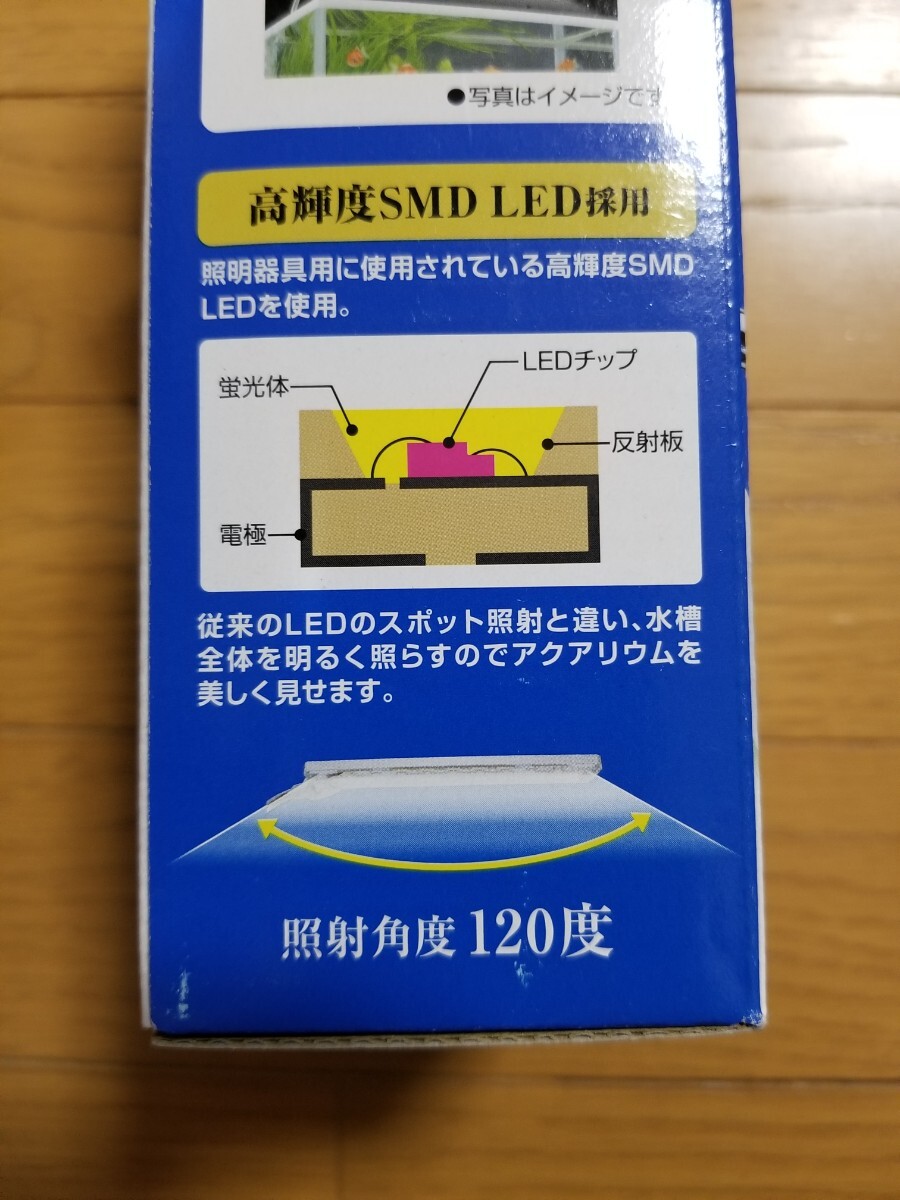 ●写真はイメージです
高輝度SMD LED採用
照明器具用に使用されている高輝度SMD
LEDを使用。
LEDチップ
蛍光体
反射板
電極
従来のLEDのスポット照射と違い、水槽
全体を明るく照らすのでアクアリウムを
美しく見せます。
照射角度120度